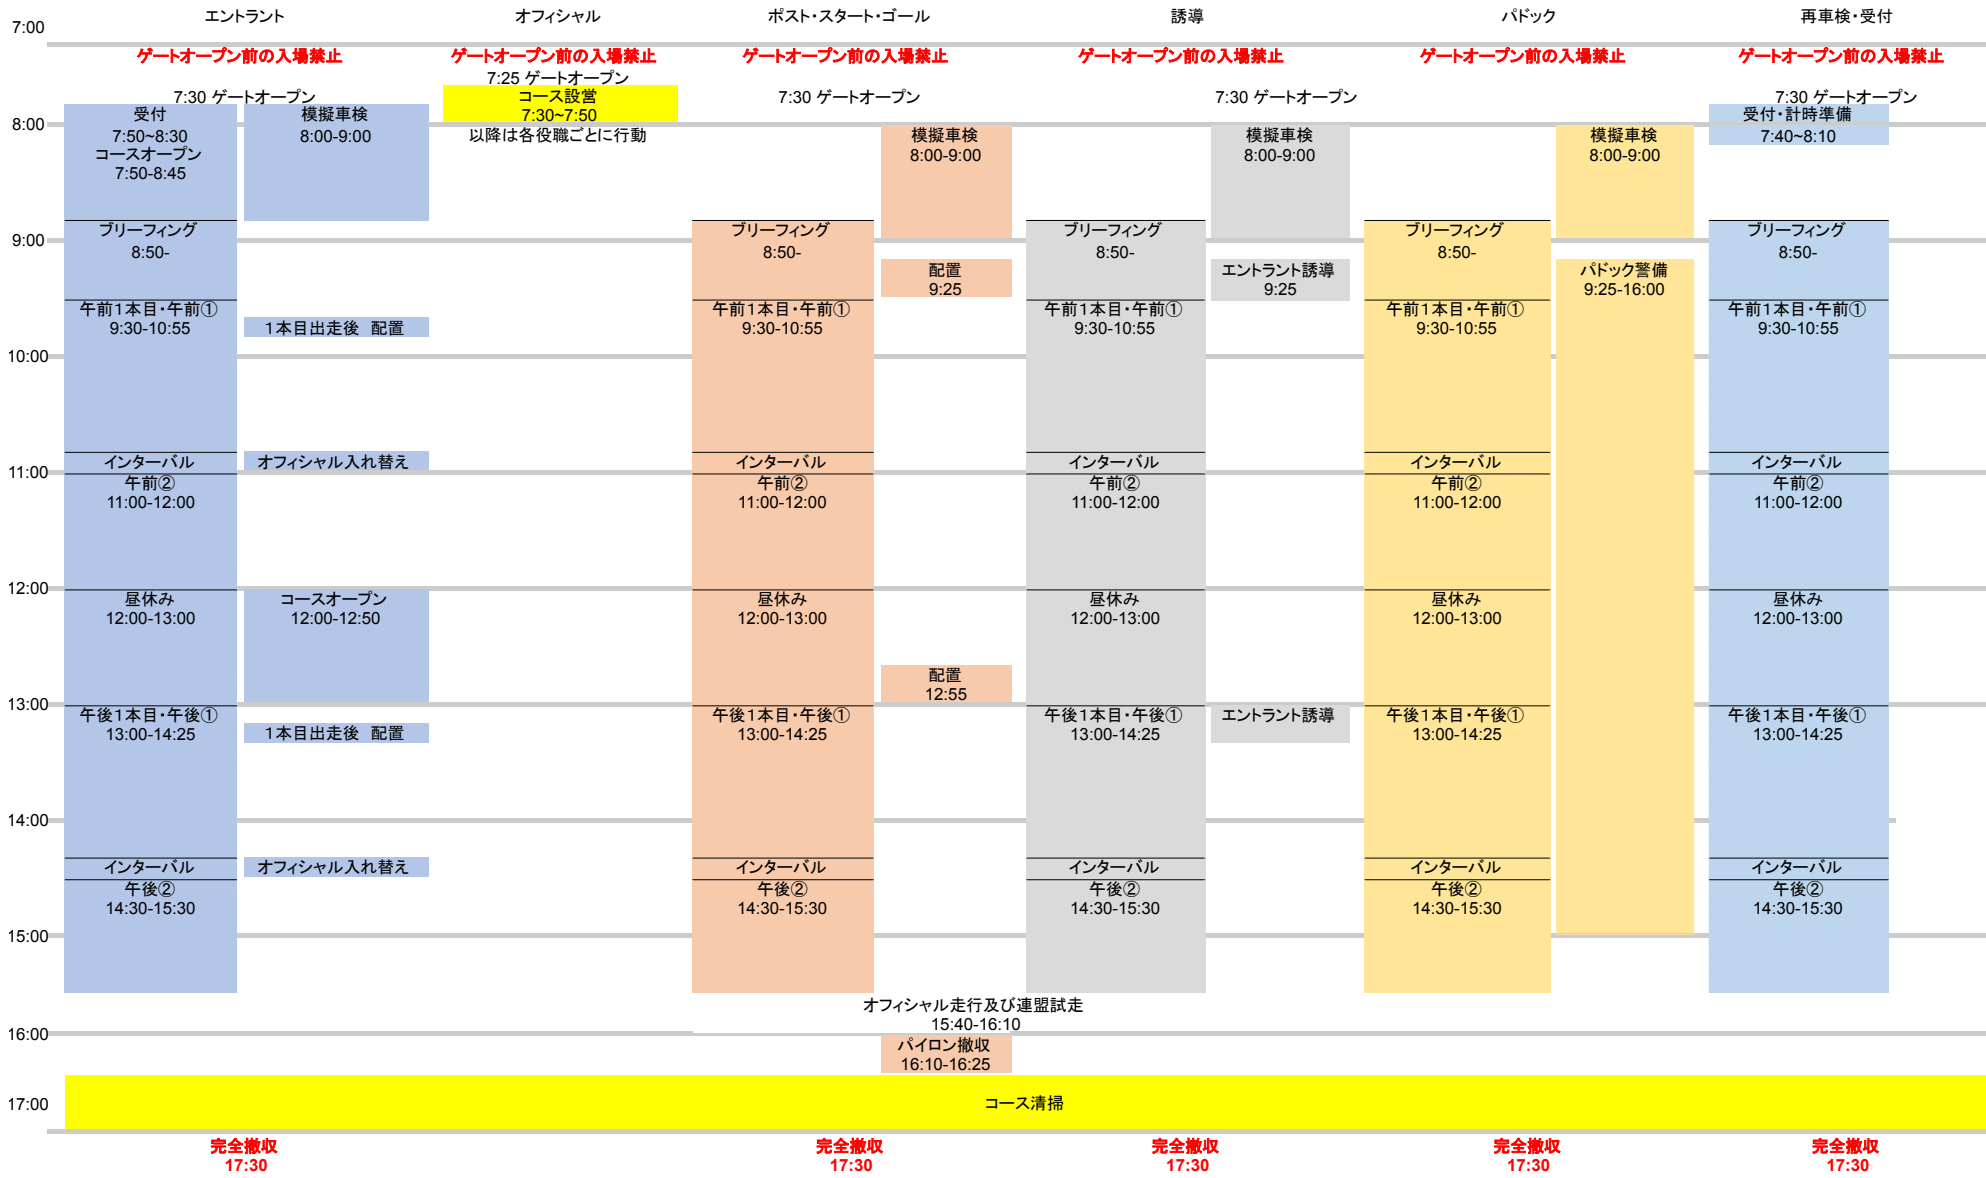 エントラント オフィシャル ポスト・スタート・ゴール 誘導 パドック 再車検・受付
7:00
ゲートオープン前の入場禁止 ゲートオープン前の入場禁止 ゲートオープン前の入場禁止 ゲートオープン前の入場禁止 ゲートオープン前の入場禁止 ゲートオープン前の入場禁止
7:25 ゲートオープン
7:30 ゲートオープン コース設営 7:30 ゲートオープン 7:30 ゲートオープン 7:30 ゲートオープン
受付 模擬車検 7:30~7:50 受付・計時準備
8:00
7:50~8:30 8:00-9:00 以降は各役職ごとに行動 模擬車検 模擬車検 模擬車検 7:40~8:10
コースオープン 8:00-9:00 8:00-9:00 8:00-9:00
7:50-8:45
ブリーフィング ブリーフィング ブリーフィング ブリーフィング ブリーフィング
9:00
8:50- 8:50- 8:50- 8:50- 8:50-
配置 エントラント誘導 パドック警備
9:25 9:25 9:25-16:00
午前1本目・午前① 午前1本目・午前① 午前1本目・午前① 午前1本目・午前① 午前1本目・午前①
9:30-10:55 1本目出走後 配置 9:30-10:55 9:30-10:55 9:30-10:55 9:30-10:55
10:00
インターバル オフィシャル入れ替え インターバル インターバル インターバル インターバル
11:00
午前② 午前② 午前② 午前② 午前②
11:00-12:00 11:00-12:00 11:00-12:00 11:00-12:00 11:00-12:00
12:00
昼休み コースオープン 昼休み 昼休み 昼休み 昼休み
12:00-13:00 12:00-12:50 12:00-13:00 12:00-13:00 12:00-13:00 12:00-13:00
配置
12:55
13:00
午後1本目・午後① 午後1本目・午後① 午後1本目・午後① エントラント誘導 午後1本目・午後① 午後1本目・午後①
13:00-14:25 1本目出走後 配置 13:00-14:25 13:00-14:25 13:00-14:25 13:00-14:25
14:00
インターバル オフィシャル入れ替え インターバル インターバル インターバル インターバル
午後② 午後② 午後② 午後② 午後②
14:30-15:30 14:30-15:30 14:30-15:30 14:30-15:30 14:30-15:30
15:00
オフィシャル走行及び連盟試走
15:40-16:10
16:00
パイロン撤収
16:10-16:25
17:00 コース清掃
完全撤収 完全撤収 完全撤収 完全撤収 完全撤収
17:30 17:30 17:30 17:30 17:30